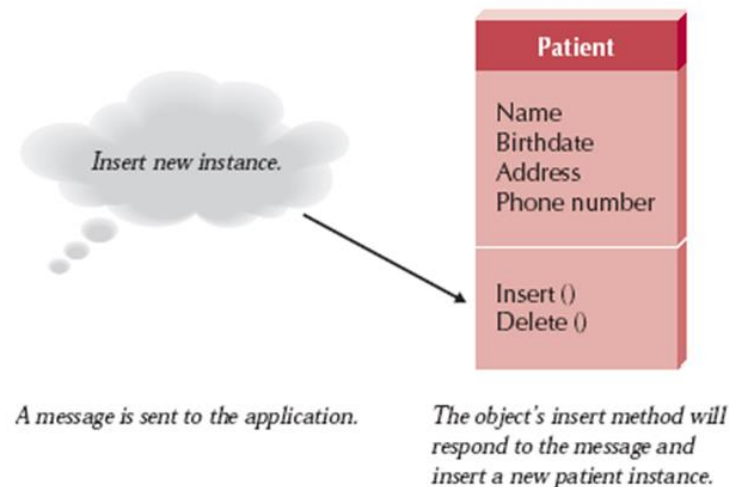 Patient
Name
Birthdate
Address
Phone number
Insert new instance.
Insert ()
Delete ()
A message is sent to the application.
The object's insert method will
respond to the message and
insert a new patient instance.